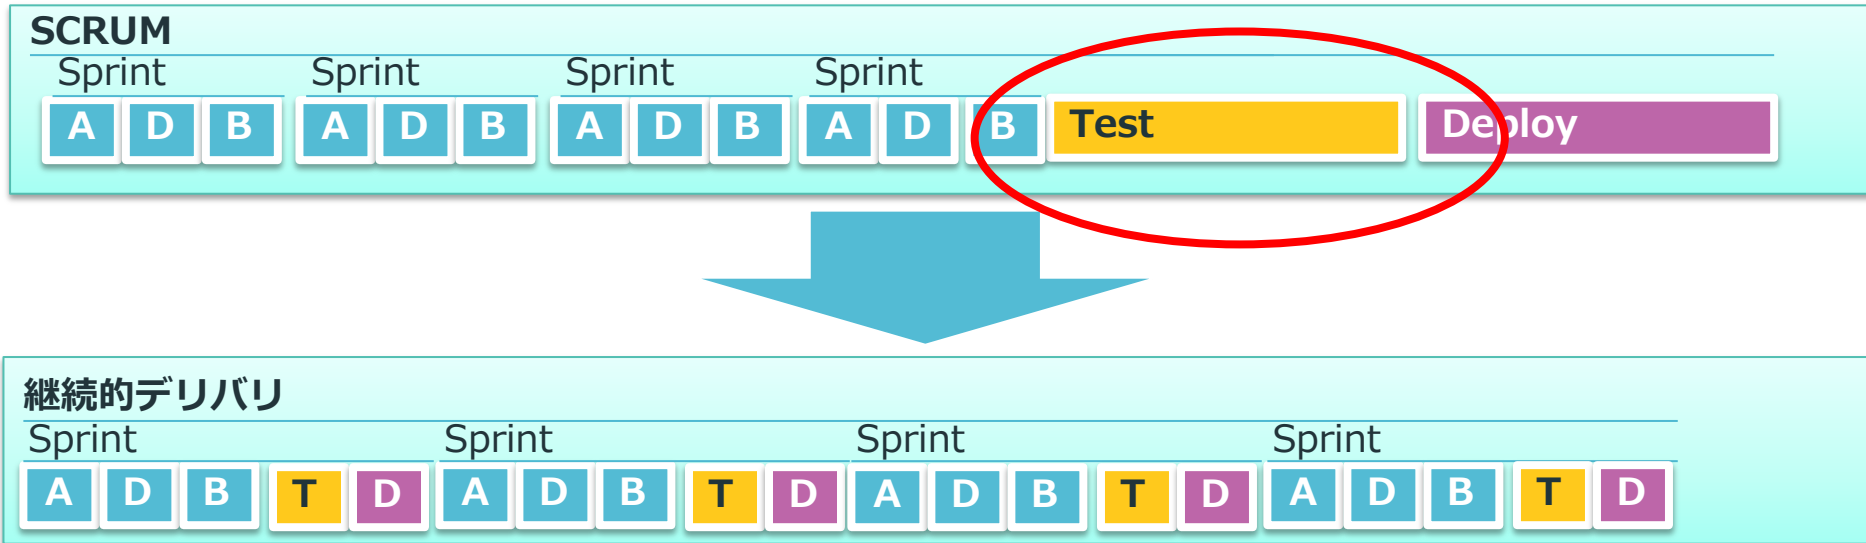 SCRUM
Sprint Sprint Sprint Sprint
A D B A D B A D B A D B Test Deploy
継続的デリバリ
Sprint Sprint Sprint Sprint
A D B T D A D B T D A D B T D A D B T D